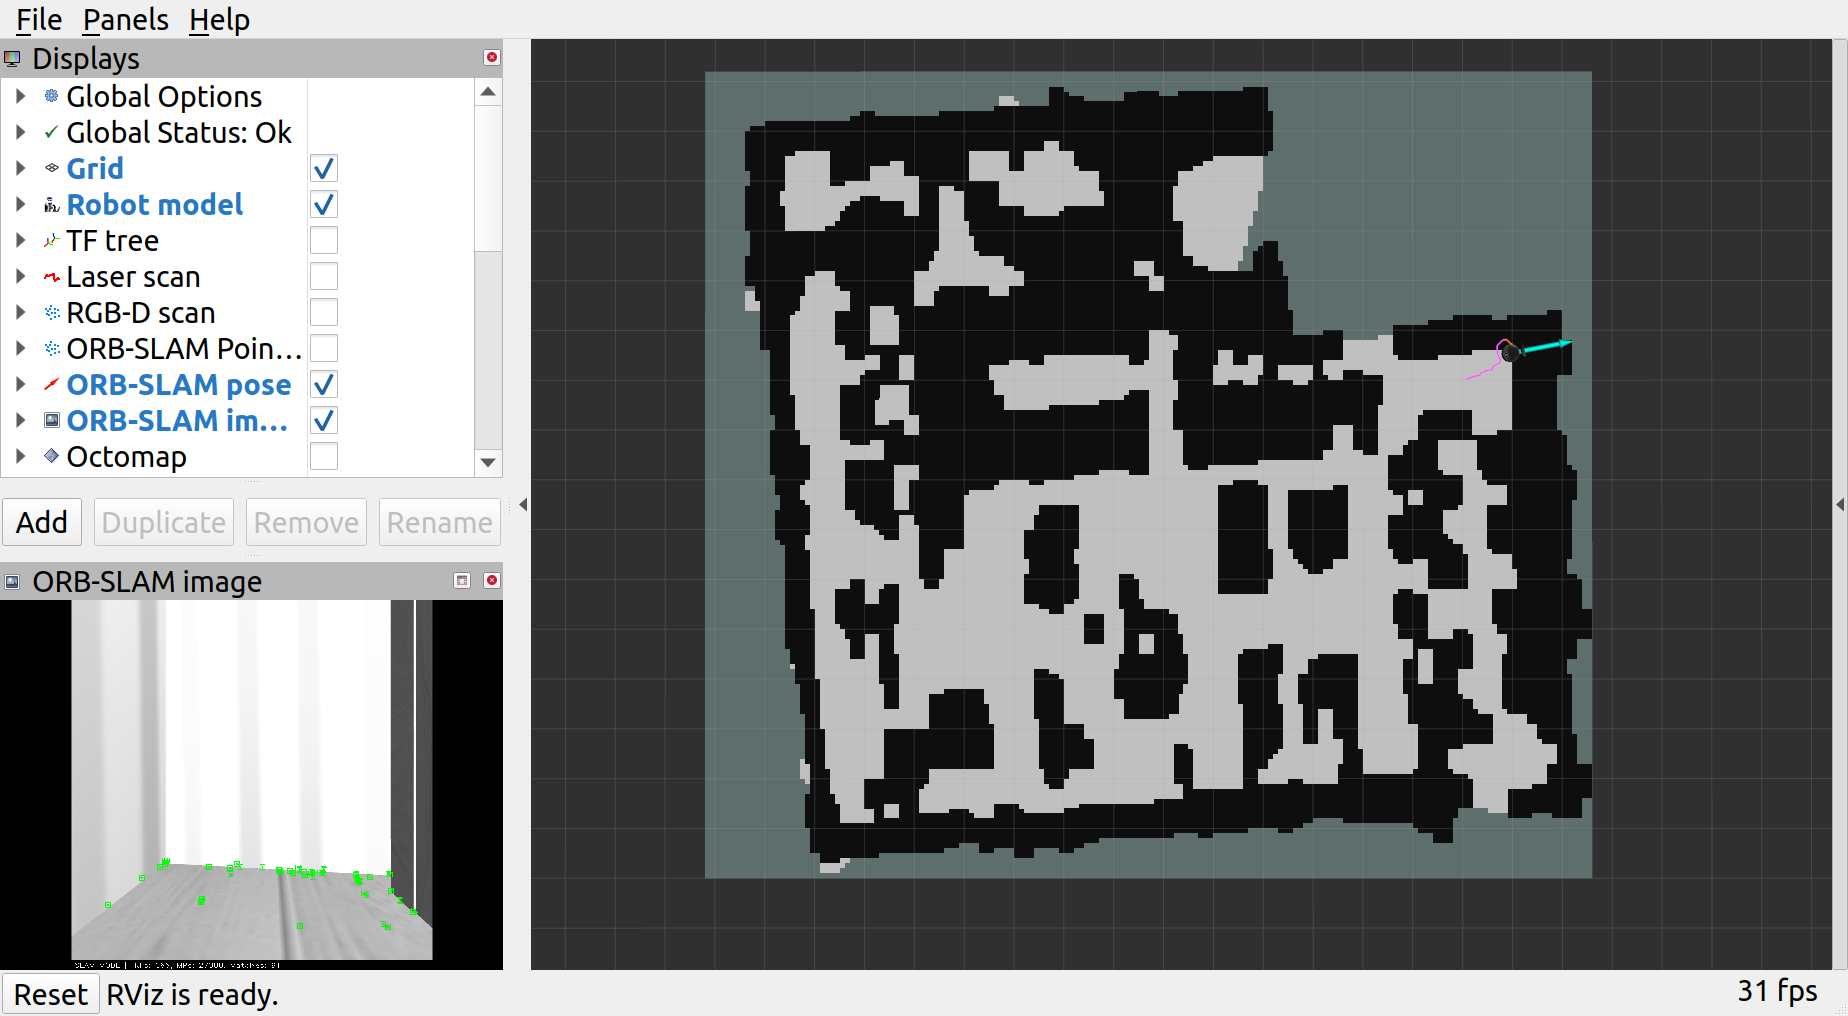 File Panels Help
Displays
Global Options
Global Status: Ok
Grid
Robot model
TF tree
Laser scan
RGB-D scan
ORB-SLAM Poin...
ORB-SLAM pose
ORB-SLAM im...
Octomap
Add Duplicate Remove Rename
ORB-SLAM image
SLAM MODE |
Reset RViz is ready.
31 fps